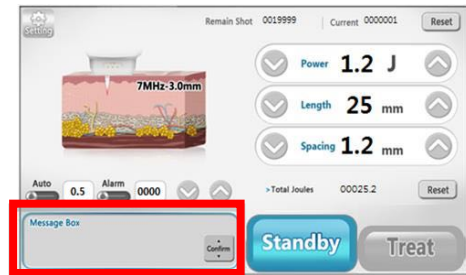 Setting
Remain Shot 0019999 Current 0000001 Reset
7MHz-3.0mm
Power 1.2 J
Length 25 mm
Spacing 1.2 mm
Auto 0.5 Alarm 0000
>Total Joules 00025.2 Reset
Message Box
Confirm
Standby
Treat